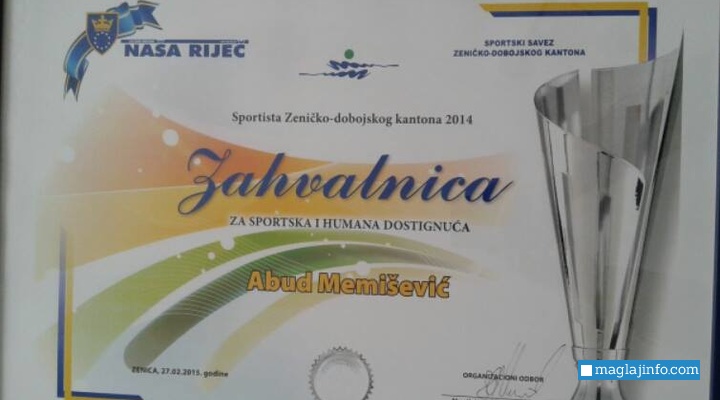 NAŠA RIJEČ
SPORTSKI SAVEZ
ZENIČKO-DOBOJSKOG KANTONA
Sportista Zeničko-dobojskog kantona 2014
Zahvalnica
ZA SPORTSKA I HUMANA DOSTIGNUĆA
Abud Memišević
ZENICA, 27.02.2015. godine
ORGANIZACIONI ODBOR
maglajinfo.com